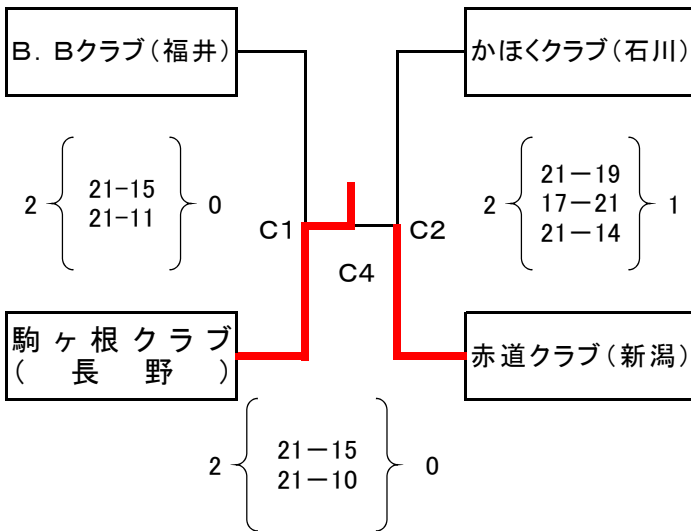 B．Bクラブ（福井）
かほくクラブ（石川）
2
21-15
21-11
0
2
21－19
17－21
21－14
1
C1
C2
C4
駒ヶ根クラブ
（長野）
赤道クラブ（新潟）
2
21－15
21－10
0